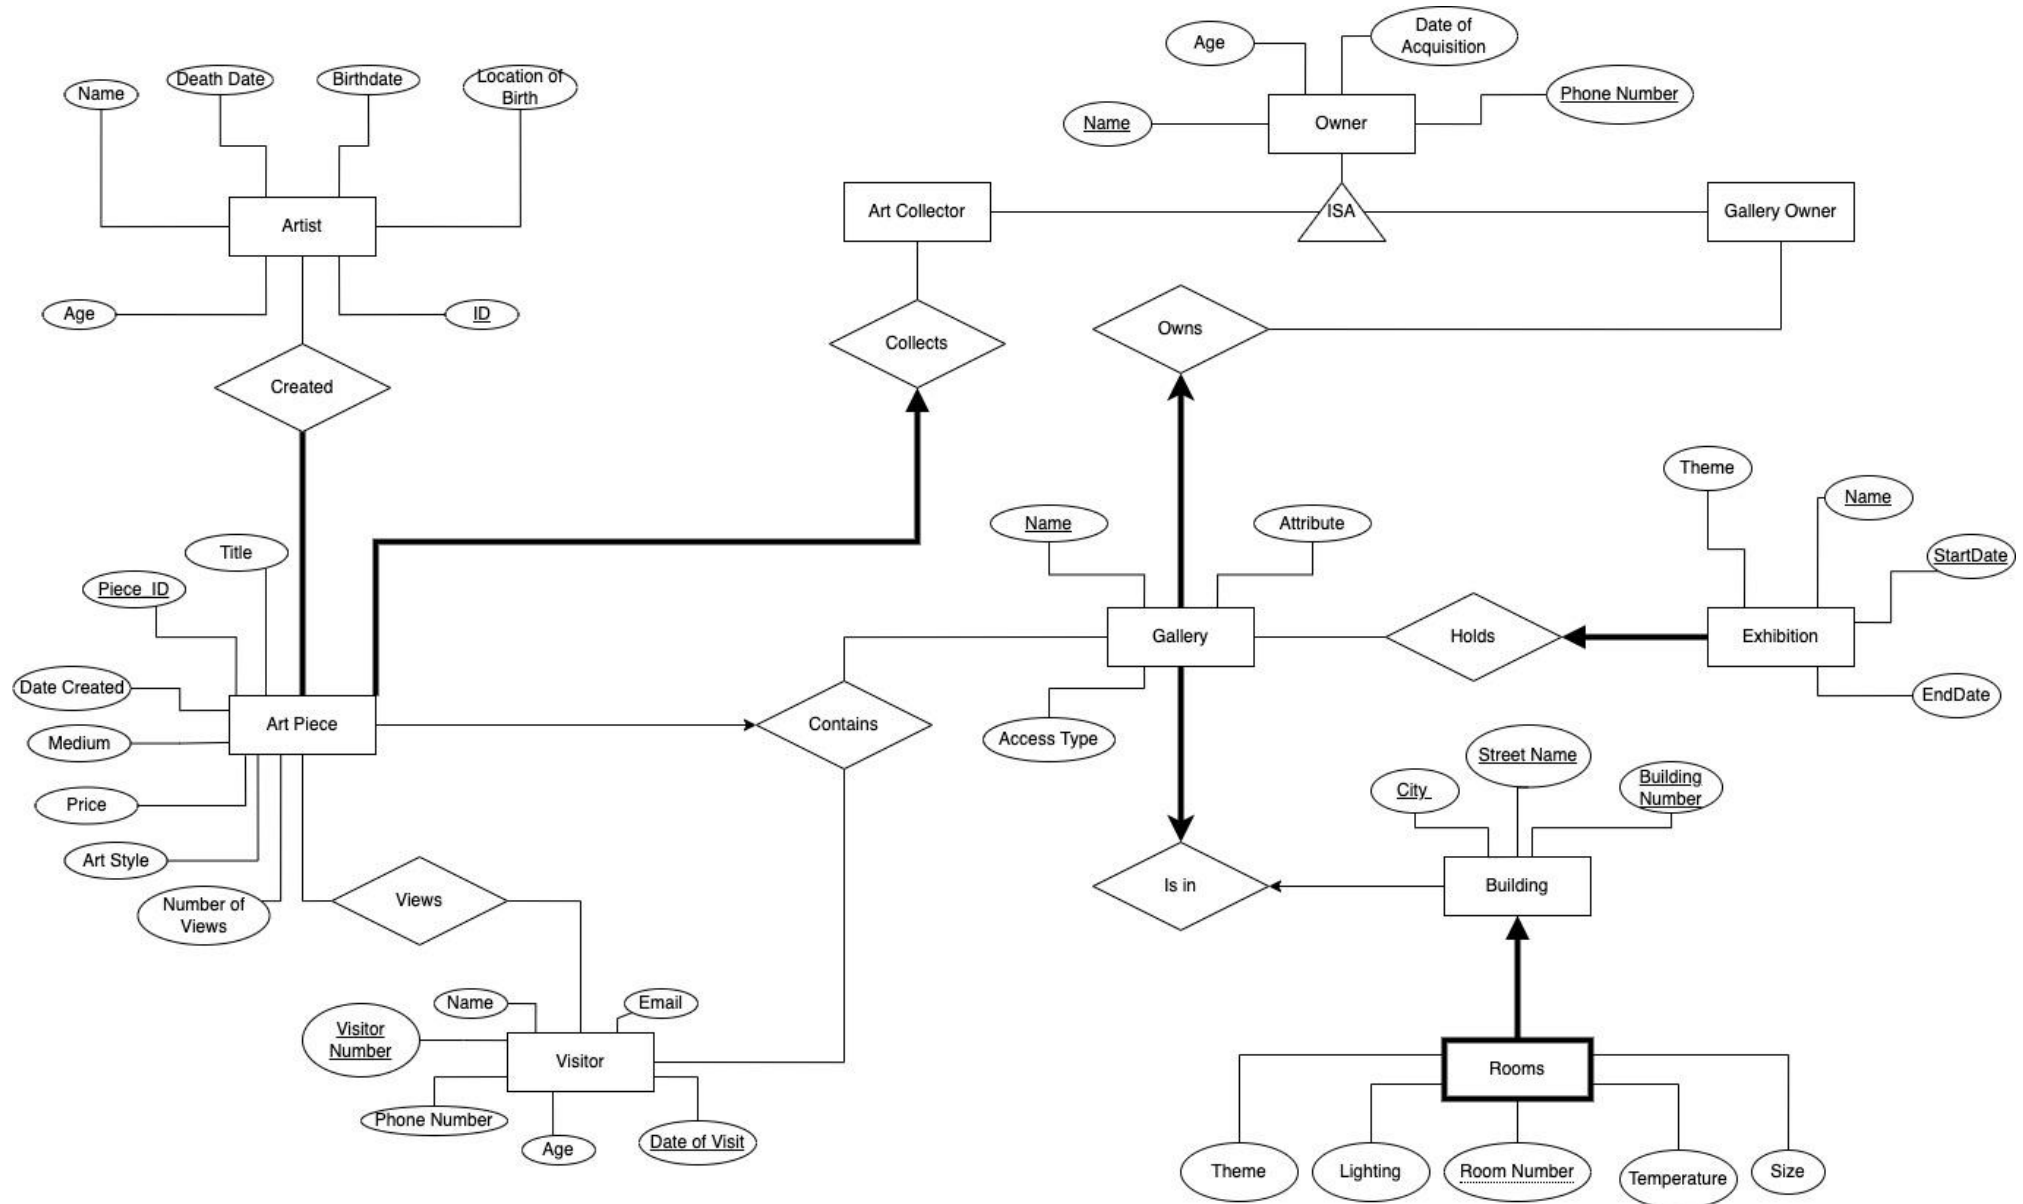 Age
Date of
Acquisition
Name
Death Date
Birthdate
Location of
Birth
Phone Number
Name
Owner
Artist
Art Collector
ISA
Gallery Owner
Age
ID
Collects
Owns
Created
Theme
Name
Name
Attribute
Title
StartDate
Piece_ID
Gallery
Holds
Exhibition
Date Created
Art Piece
Contains
EndDate
Medium
Access Type
Street Name
City
Building
Number
Price
Art Style
Number of
Views
Views
Is in
Building
Name
Email
Visitor
Number
Visitor
Rooms
Phone Number
Age
Date of Visit
Theme
Lighting
Room Number
Temperature
Size